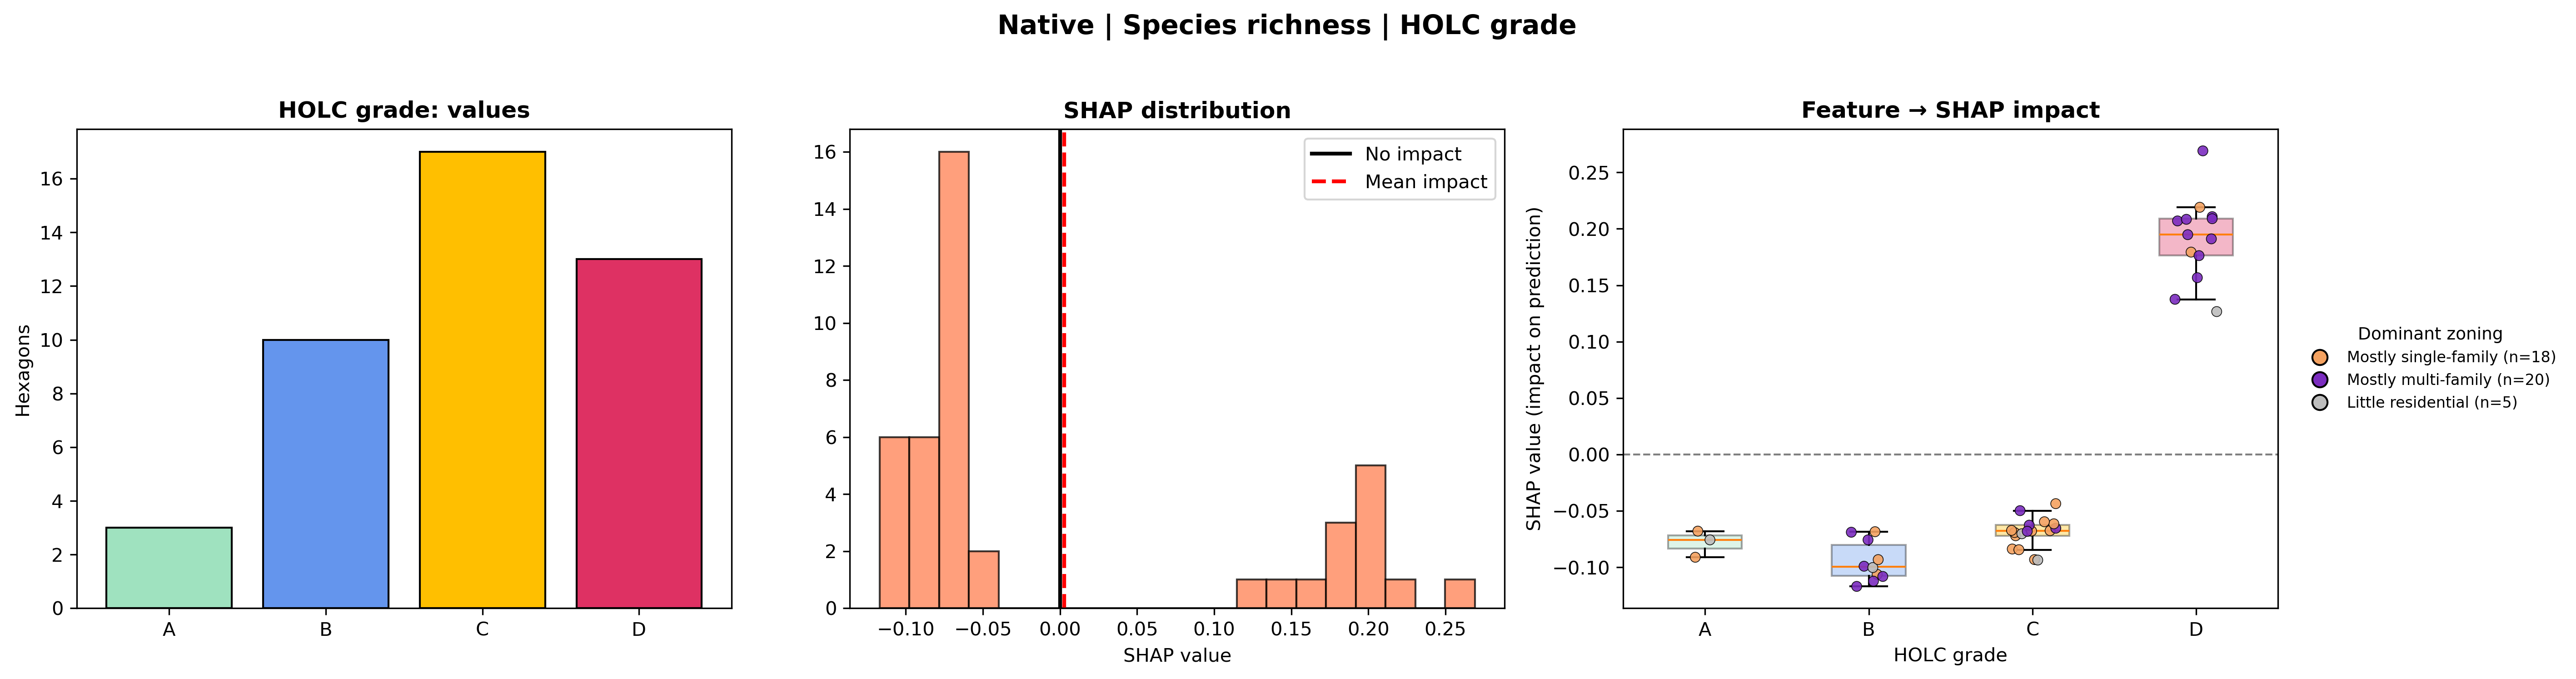 Native | Species richness | HOLC grade
HOLC grade: values
Hexagons
16
14
12
10
8
6
4
2
0
A
B
C
D
SHAP distribution
No impact
Mean impact
16
14
12
10
8
6
4
2
0
−0.10
−0.05
0.00
0.05
0.10
0.15
0.20
0.25
SHAP value
Feature → SHAP impact
SHAP value (impact on prediction)
0.25
0.20
0.15
0.10
0.05
0.00
−0.05
−0.10
A
B
C
D
HOLC grade
Dominant zoning
Mostly single-family (n=18)
Mostly multi-family (n=20)
Little residential (n=5)